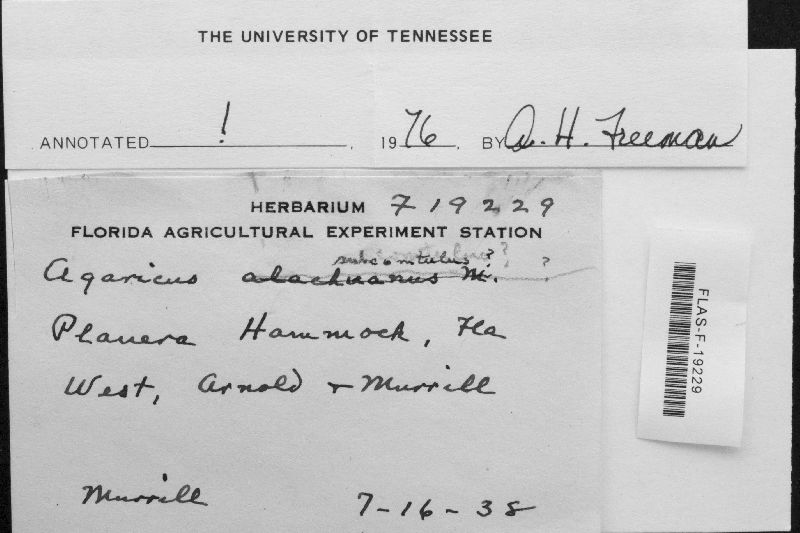 THE UNIVERSITY OF TENNESSEE
ANNOTATED ! . 1976. BY D. H. Freeman
HERBARIUM F19229
FLORIDA AGRICULTURAL EXPERIMENT STATION
? ?
Agaricus alachuanus M.
Planera Hammock, Fla
West, Arnold + Murrill
Murrill 7-16-38
FLAS-F-19229